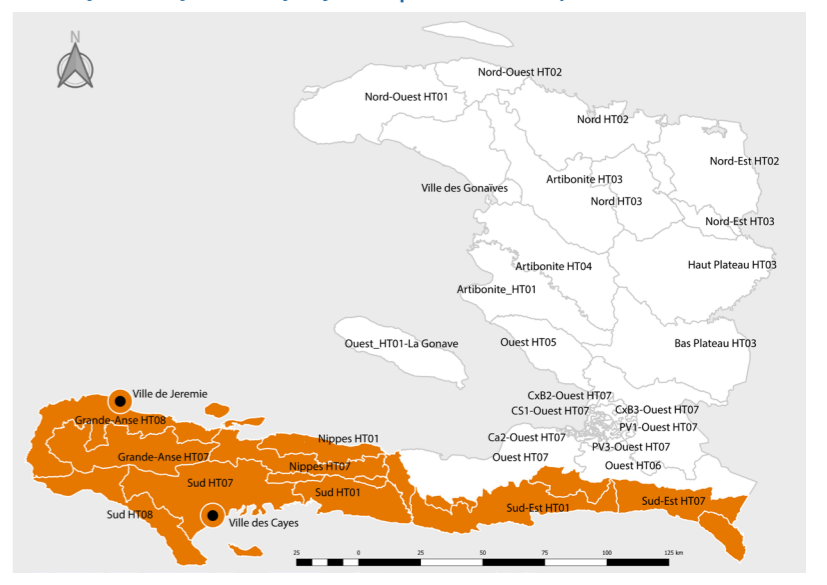 N
Nord-Ouest HT02
Nord-Ouest HT01
Nord HT02
Nord-Est HT02
Artibonite HT03
Ville des Gonaïves
Nord HT03
Nord-Est HT03
Artibonite HT04
Haut Plateau HT03
Artibonite_HT01
Ouest_HT01-La Gonave
Ouest HT05
Bas Plateau HT03
Ville de Jeremie
CxB2-Ouest HT07
CS1-Ouest HT07
CxB3-Ouest HT07
Grande-Anse HT08
PV1-Ouest HT07
Nippes HT01
Ca2-Ouest HT07
PV3-Ouest HT07
Grande-Anse HT07
Ouest HT07
Nippes HT07
Ouest HT06
Sud HT07
Sud HT01
Sud-Est HT07
Sud-Est HT01
Sud HT08
Ville des Cayes
25 0 25 50 75 100 125 km